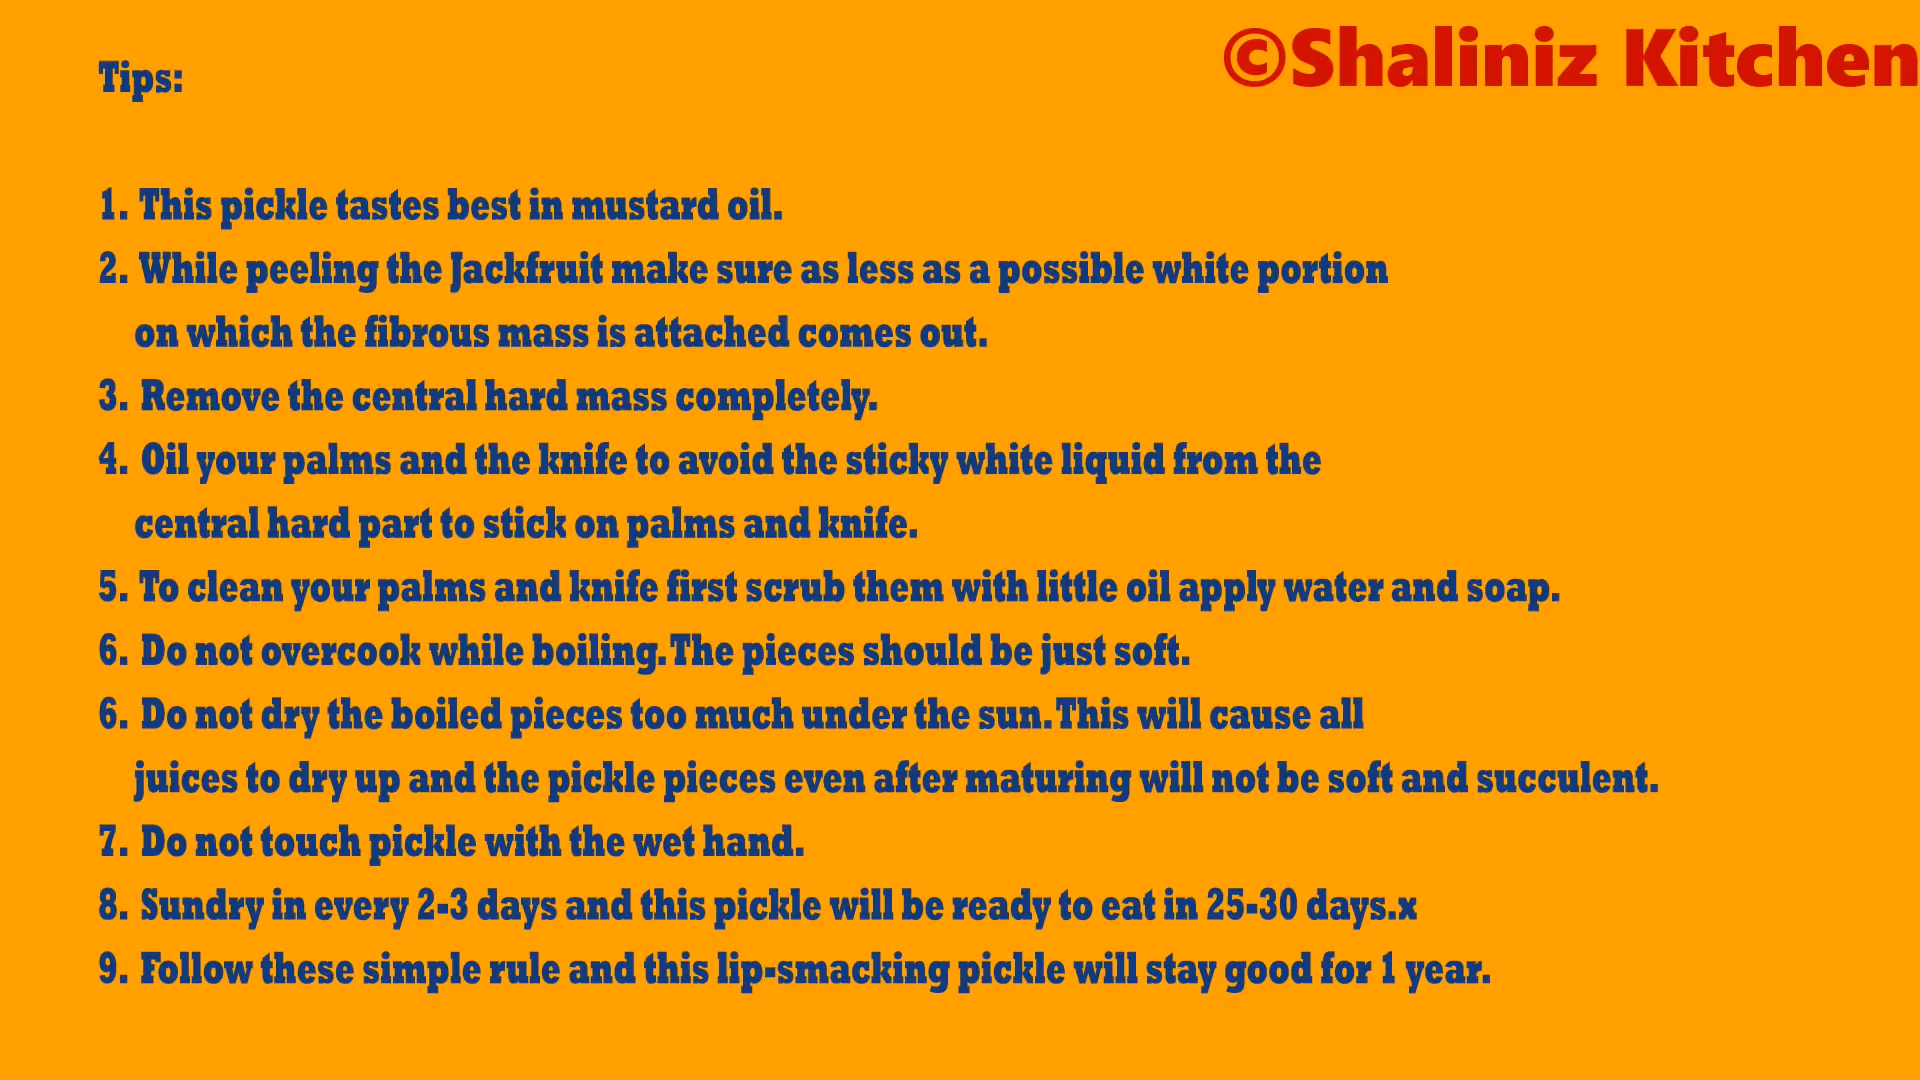 ©Shaliniz Kitchen
Tips:
1. This pickle tastes best in mustard oil.
2. While peeling the Jackfruit make sure as less as a possible white portion
on which the fibrous mass is attached comes out.
3. Remove the central hard mass completely.
4. Oil your palms and the knife to avoid the sticky white liquid from the
central hard part to stick on palms and knife.
5. To clean your palms and knife first scrub them with little oil apply water and soap.
6. Do not overcook while boiling.The pieces should be just soft.
6. Do not dry the boiled pieces too much under the sun.This will cause all
juices to dry up and the pickle pieces even after maturing will not be soft and succulent.
7. Do not touch pickle with the wet hand.
8. Sundry in every 2-3 days and this pickle will be ready to eat in 25-30 days.x
9. Follow these simple rule and this lip-smacking pickle will stay good for 1 year.